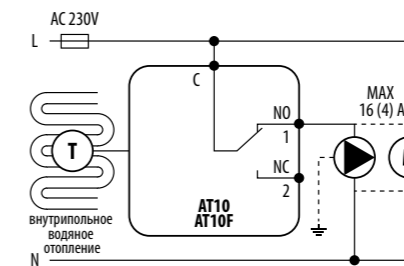 AC 230V
L
C
MAX
16 (4) A
NO
1
T
NC
2
AT10
AT10F
внутрипольное
водяное
отопление
N